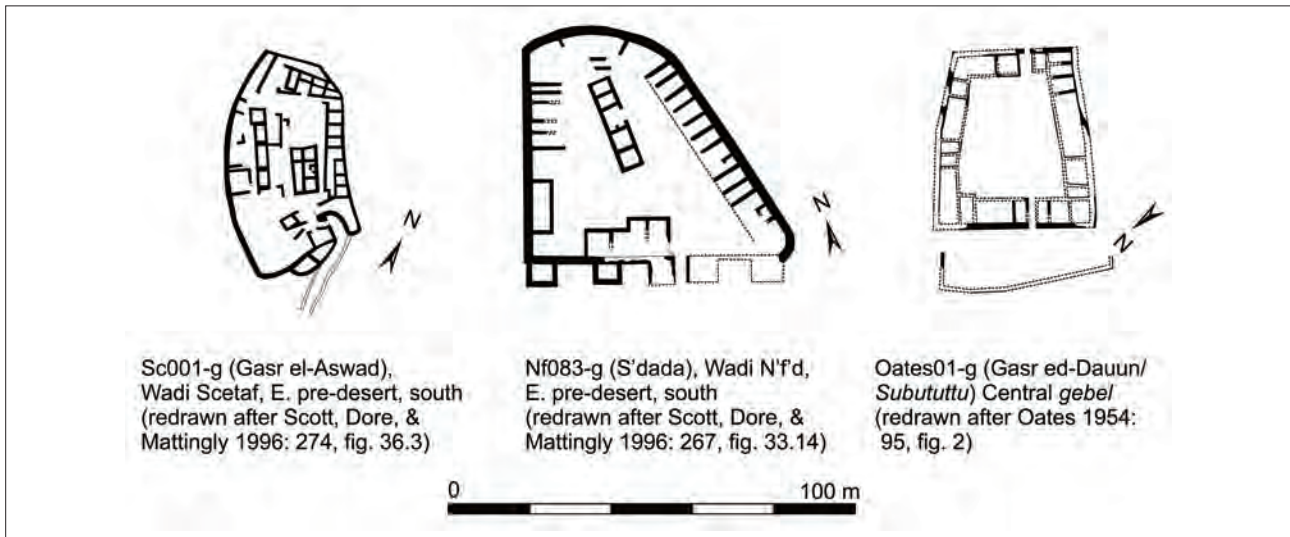 N
N
N
Sc001-g (Gasr el-Aswad),
Wadi Scetaf, E. pre-desert, south
(redrawn after Scott, Dore, &
Mattingly 1996: 274, fig. 36.3)
Nf083-g (S'dada), Wadi N'f'd,
E. pre-desert, south
(redrawn after Scott, Dore, &
Mattingly 1996: 267, fig. 33.14)
Oates01-g (Gasr ed-Dauun/
Subututtu) Central gebel
(redrawn after Oates 1954:
95, fig. 2)
0 100 m